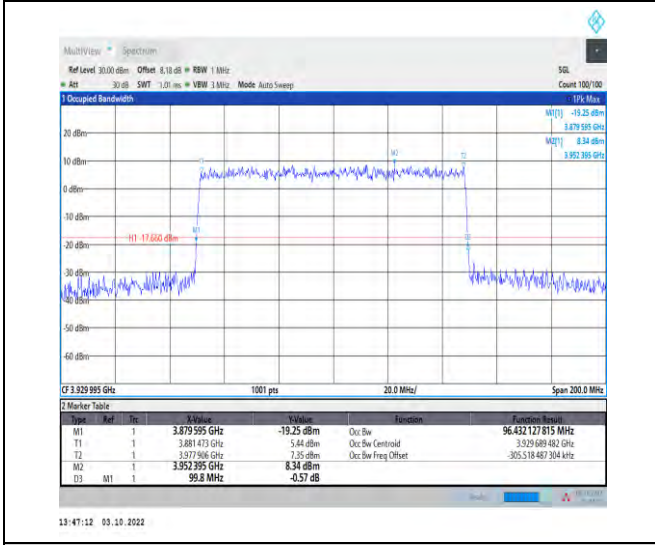 MultiView Spectrum
Ref Level 30.00 dBm Offset 8.18 dB RBW 1 MHz SGL
Att 30 dB SWT 1.01 ms VBW 3 MHz Mode Auto Sweep Count 100/100
1 Occupied Bandwidth 1Pk Max
M1[1] -19.25 dBm
3.879 595 GHz
M2[1] 8.34 dBm
3.952 395 GHz
20 dBm
10 dBm
M2
0 dBm
-10 dBm
M1
H1 -17.660 dBm
-20 dBm
-30 dBm
-40 dBm
-50 dBm
-60 dBm
CF 3.929 995 GHz 1001 pts 20.0 MHz/ Span 200.0 MHz
2 Marker Table
Type Ref Trc X-Value Y-Value Function Function Result
M1 1 3.879 595 GHz -19.25 dBm Occ Bw 96.432 127 815 MHz
T1 1 3.881 473 GHz 5.44 dBm Occ Bw Centroid 3.929 689 482 GHz
T2 1 3.977 906 GHz 7.35 dBm Occ Bw Freq Offset -305.518 487 304 kHz
M2 1 3.952 395 GHz 8.34 dBm
D3 M1 1 99.8 MHz -0.57 dB
13:47:12 03.10.2022